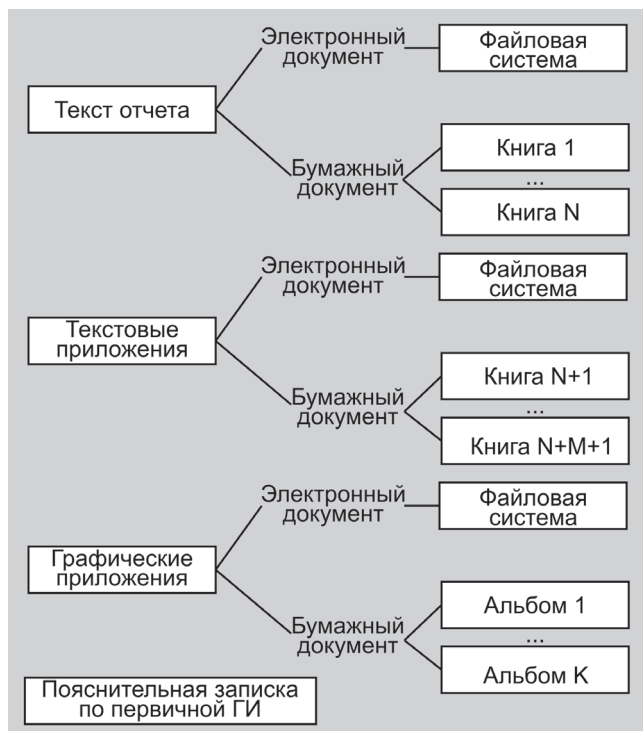 Электронный
документ
Файловая
система
Текст отчета
Бумажный
документ
Книга 1
...
Книга N
Электронный
документ
Файловая
система
Текстовые
приложения
Бумажный
документ
Книга N+1
...
Книга N+M+1
Электронный
документ
Файловая
система
Графические
приложения
Бумажный
документ
Альбом 1
...
Альбом K
Пояснительная записка
по первичной ГИ